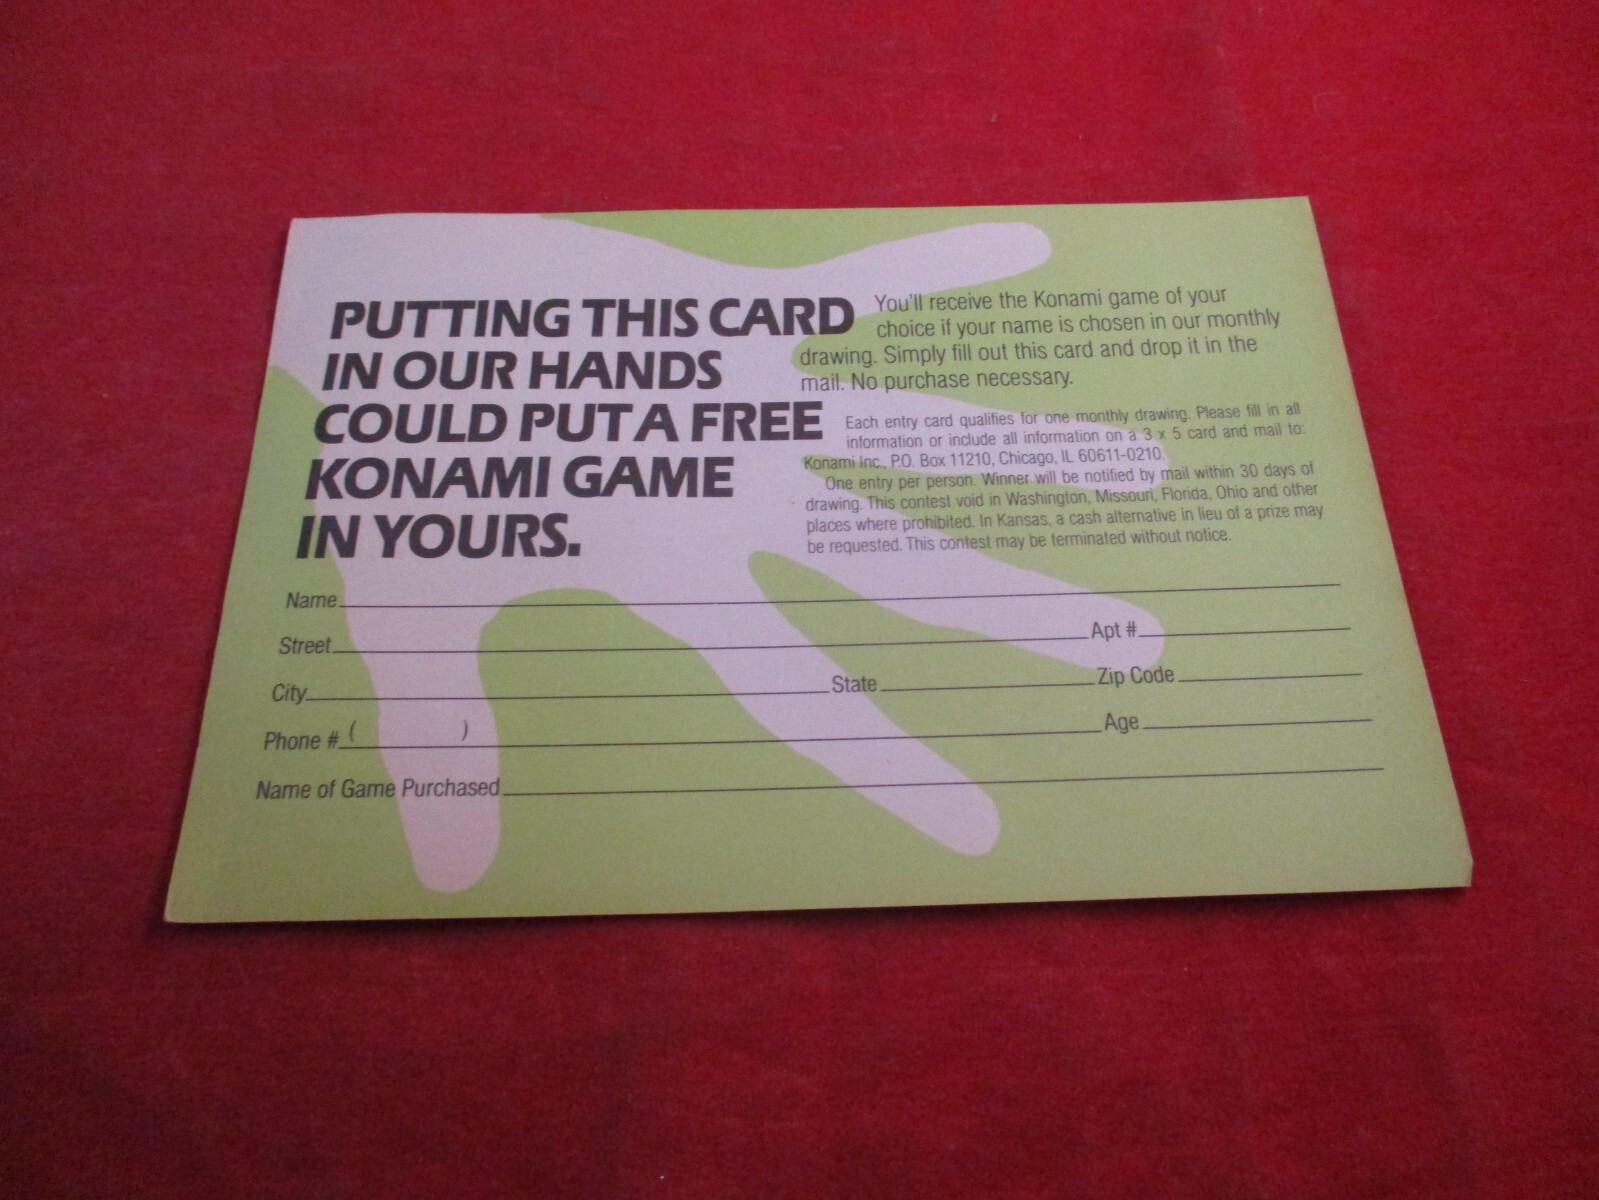 PUTTING THIS CARD
IN OUR HANDS
COULD PUT A FREE
KONAMI GAME
IN YOURS.
You'll receive the Konami game of your
choice if your name is chosen in our monthly
drawing. Simply fill out this card and drop it in the
mail. No purchase necessary.
Each entry card qualifies for one monthly drawing. Please fill in all
information or include all information on a 3 x 5 card and mail to:
Konami Inc., P.O. Box 11210, Chicago, IL 60611-0210.
One entry per person. Winner will be notified by mail within 30 days of
drawing. This contest void in Washington, Missouri, Florida, Ohio and other
places where prohibited. In Kansas, a cash alternative in lieu of a prize may
be requested. This contest may be terminated without notice.
Name
Street Apt #
City State Zip Code
Phone # ( ) Age
Name of Game Purchased